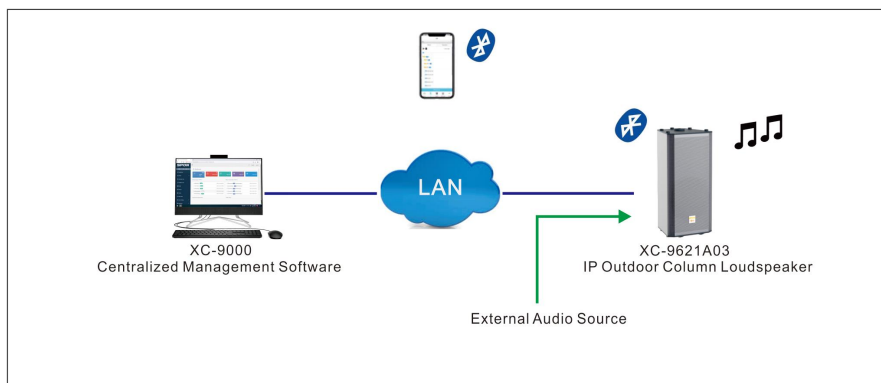 LAN
XC-9000
Centralized Management Software
XC-9621A03
IP Outdoor Column Loudspeaker
External Audio Source